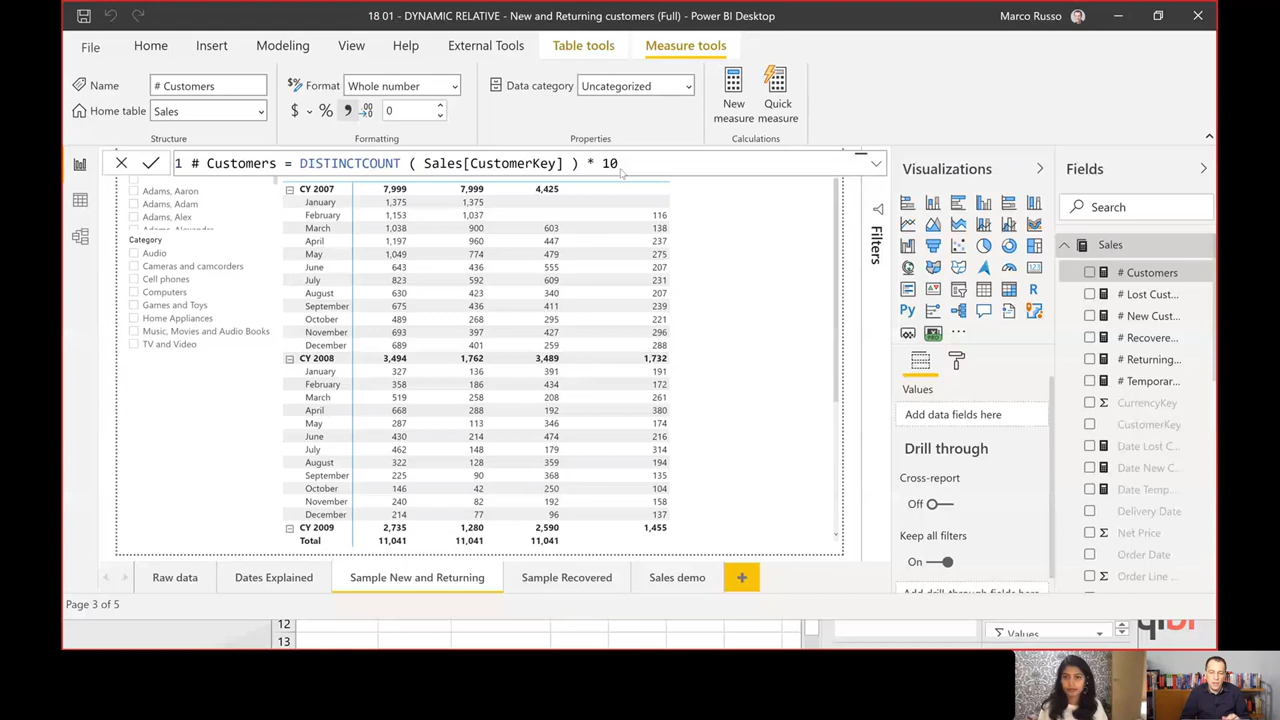 18 01 - DYNAMIC RELATIVE - New and Returning customers (Full) - Power BI Desktop
Marco Russo
File Home Insert Modeling View Help External Tools Table tools Measure tools
Name # Customers
Home table Sales
Structure
$% Format Whole number
$ % 9 .00 0
Formatting
Data category Uncategorized
Properties
New measure
Quick measure
Calculations
1 # Customers = DISTINCTCOUNT ( Sales[CustomerKey] ) * 10
Adams, Aaron
Adams, Adam
Adams, Alex
Category
Audio
Cameras and camcorders
Cell phones
Computers
Games and Toys
Home Appliances
Music, Movies and Audio Books
TV and Video
CY 2007 7,999 7,999 4,425
January 1,375 1,375
February 1,153 1,037 116
March 1,038 900 603 138
April 1,197 960 447 237
May 1,049 774 479 275
June 643 436 555 207
July 823 592 609 231
August 630 423 340 207
September 675 436 411 239
October 489 268 295 221
November 693 397 427 296
December 689 401 259 288
CY 2008 3,494 1,762 3,489 1,732
January 327 136 391 191
February 358 186 434 172
March 519 258 208 261
April 668 288 192 380
May 287 113 346 174
June 430 214 474 216
July 462 148 179 314
August 322 128 359 194
September 225 90 368 135
October 146 42 250 104
November 240 82 192 158
December 214 77 96 137
CY 2009 2,735 1,280 2,590 1,455
Total 11,041 11,041 11,041
Filters
Visualizations
R
Py
123
PRO
Values
Add data fields here
Drill through
Cross-report
Off
Keep all filters
On
Add drill-through fields here
Fields
Search
Sales
# Customers
# Lost Cust...
# New Cust...
# Recovere...
# Returning...
# Temporar...
CurrencyKey
CustomerKey
Date Lost C...
Date New C...
Date Temp...
Delivery Date
Net Price
Order Date
Order Line ...
Raw data Dates Explained Sample New and Returning Sample Recovered Sales demo +
Page 3 of 5
12
13
Σ Values